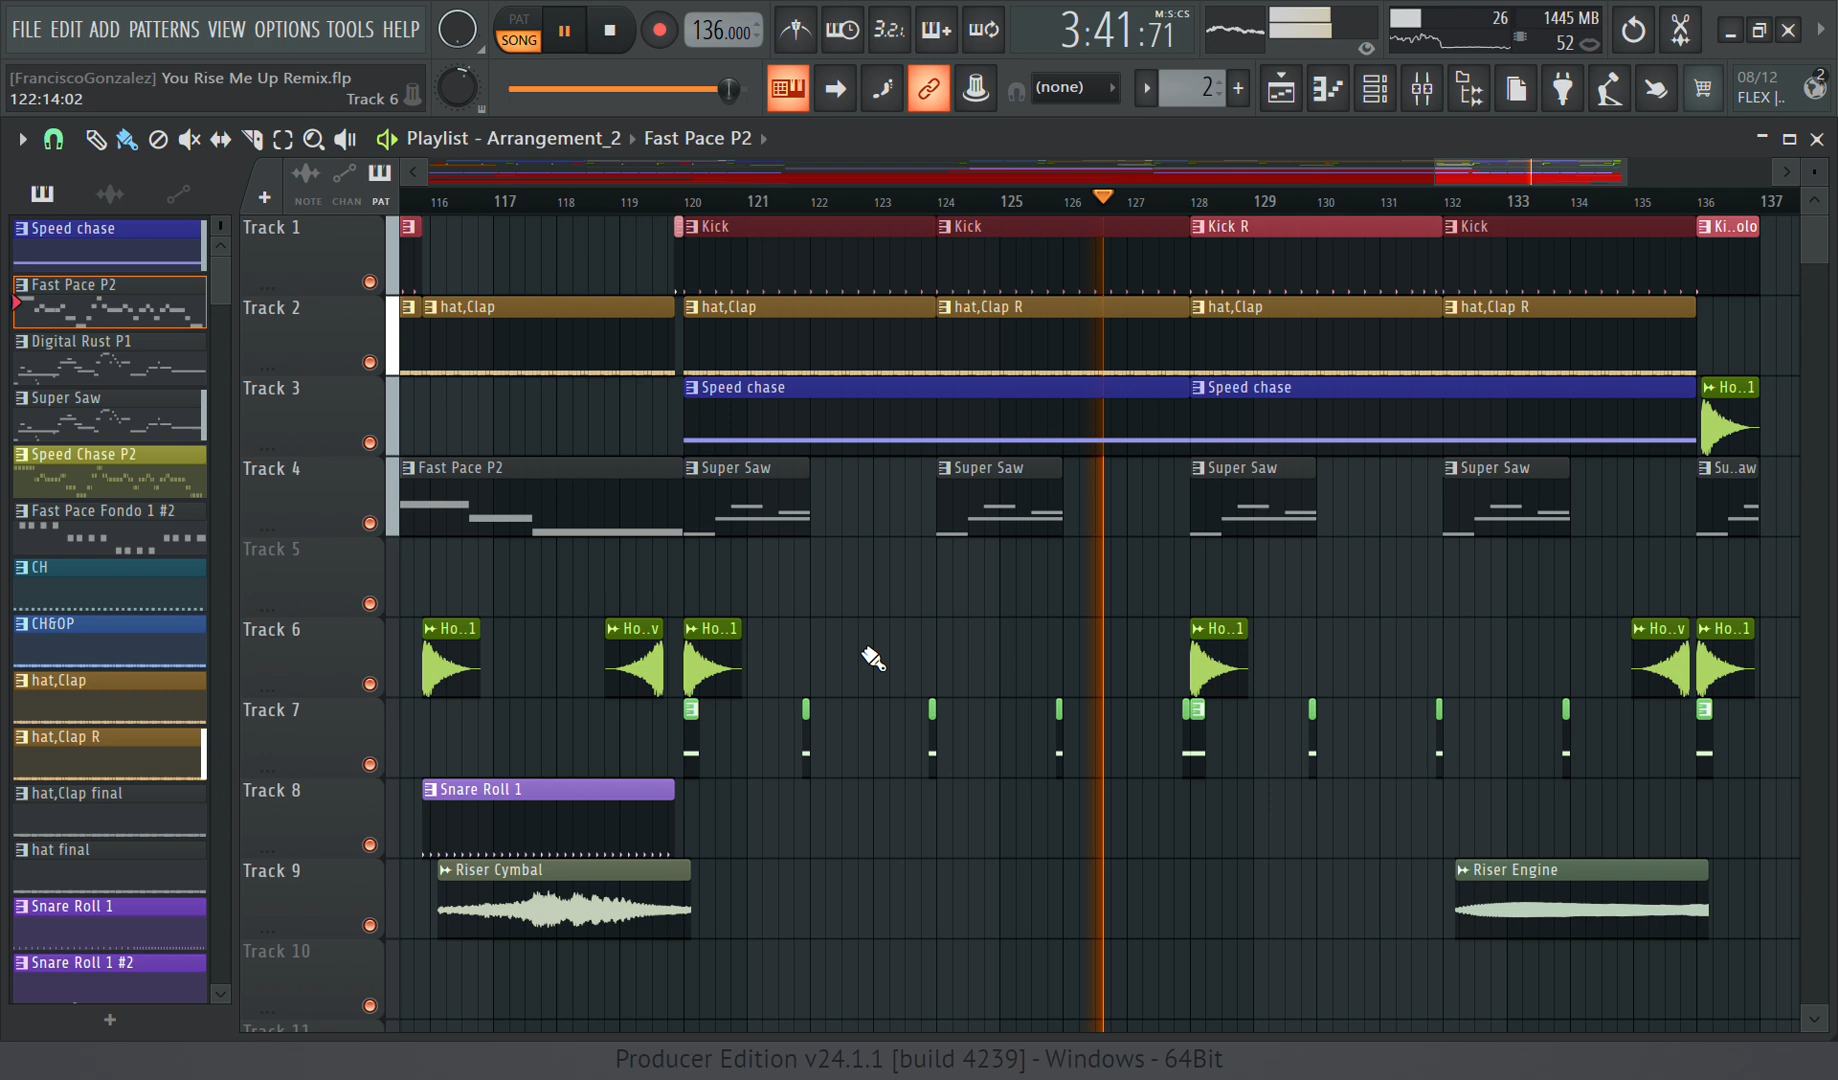 FILE EDIT ADD PATTERNS VIEW OPTIONS TOOLS HELP
PAT
SONG
136.000
3.2.1
M:S:CS
3:41:71
26
1445 MB
52
[FranciscoGonzalez] You Rise Me Up Remix.flp
122:14:02
Track 6
(none)
2
08/12
FLEX |..
2
Playlist - Arrangement_2 › Fast Pace P2 ›
NOTE CHAN PAT
116 117 118 119 120 121 122 123 124 125 126 127 128 129 130 131 132 133 134 135 136 137
Speed chase
Fast Pace P2
Digital Rust P1
Super Saw
Speed Chase P2
Fast Pace Fondo 1 #2
CH
CH&OP
hat,Clap
hat,Clap R
hat,Clap final
hat final
Snare Roll 1
Snare Roll 1 #2
+
Track 1
Kick Kick Kick R Kick Ki..olo
Track 2
hat,Clap hat,Clap hat,Clap R hat,Clap hat,Clap R
Track 3
Speed chase Speed chase Ho..1
Track 4
Fast Pace P2 Super Saw Super Saw Super Saw Super Saw Su..aw
Track 5
Track 6
Ho..1 Ho..v Ho..1 Ho..1 Ho..v Ho..1
Track 7
Track 8
Snare Roll 1
Track 9
Riser Cymbal Riser Engine
Track 10
Track 11
Producer Edition v24.1.1 [build 4239] - Windows - 64Bit